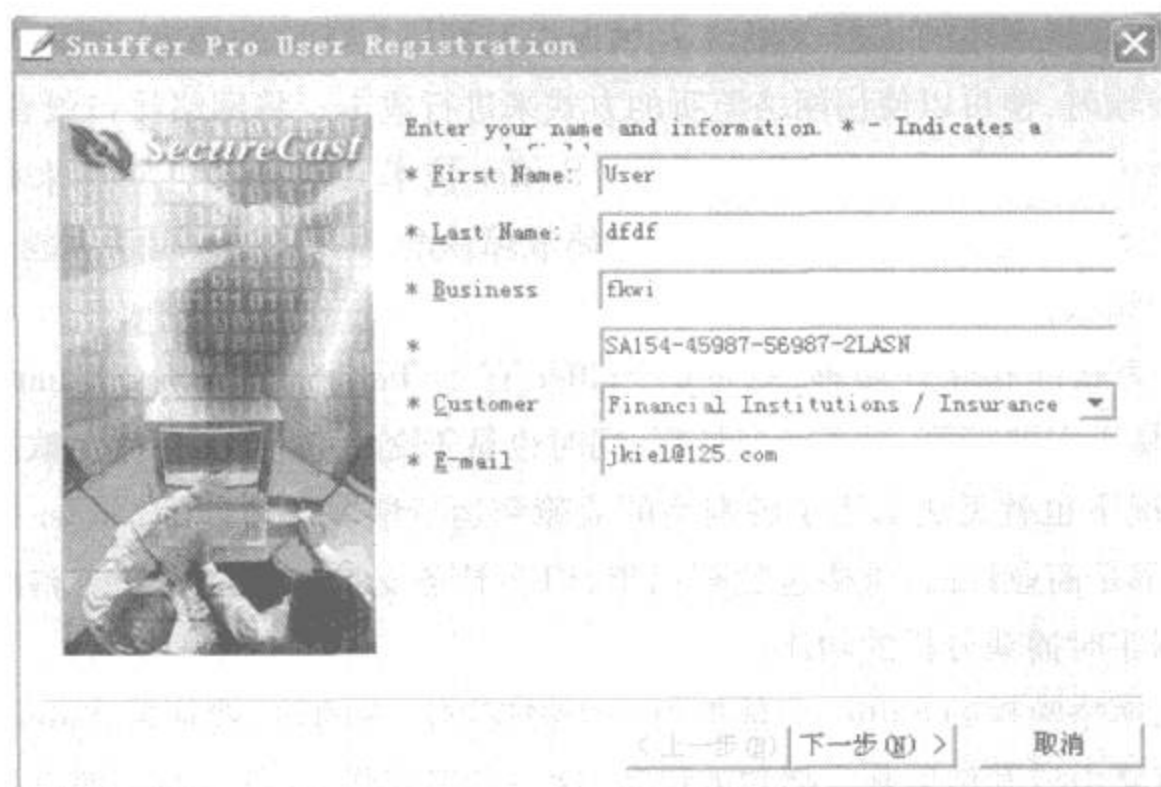 Sniffer Pro User Registration
SecureCast
Enter your name and information. * - Indicates a
* First Name: User
* Last Name: dfdf
* Business fkwi
* SA154-45987-56987-2LASN
* Customer Financial Institutions / Insurance
* E-mail jkiel@125.com
< 上一步(B) 下一步(N) > 取消